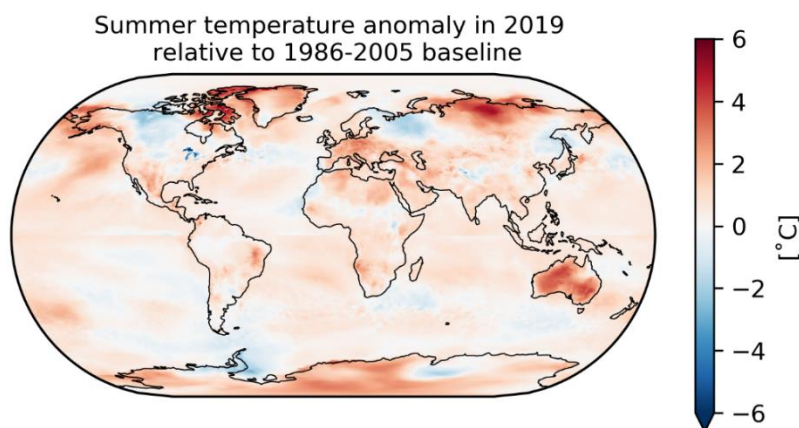 Summer temperature anomaly in 2019
relative to 1986-2005 baseline
6
4
2
0
−2
−4
−6
[°C]